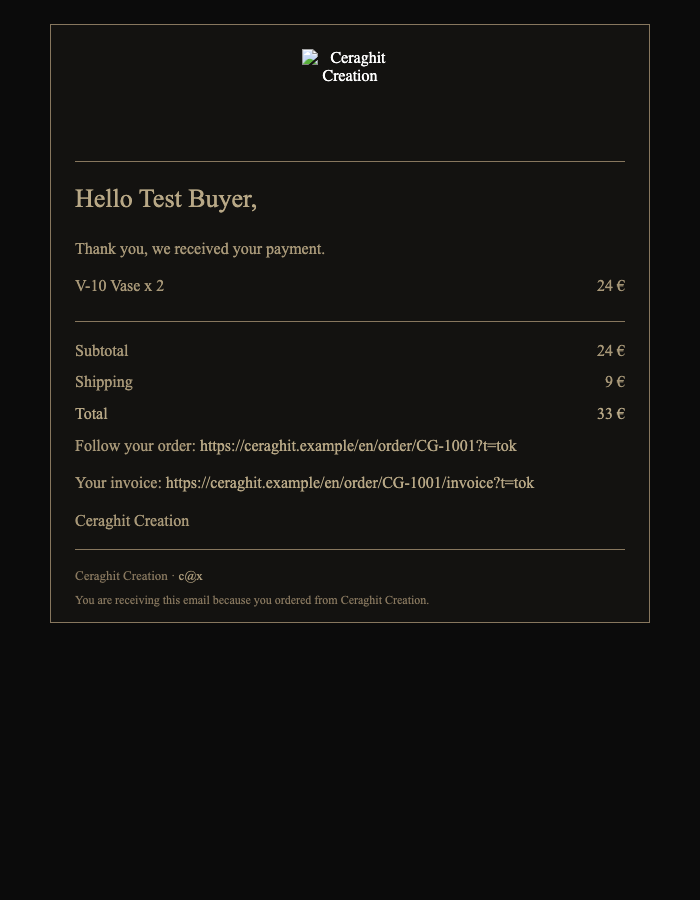 Ceraghit
Creation
Hello Test Buyer,
Thank you, we received your payment.
V-10 Vase x 2 24 €
Subtotal 24 €
Shipping 9 €
Total 33 €
Follow your order: https://ceraghit.example/en/order/CG-1001?t=tok
Your invoice: https://ceraghit.example/en/order/CG-1001/invoice?t=tok
Ceraghit Creation
Ceraghit Creation · c@x
You are receiving this email because you ordered from Ceraghit Creation.